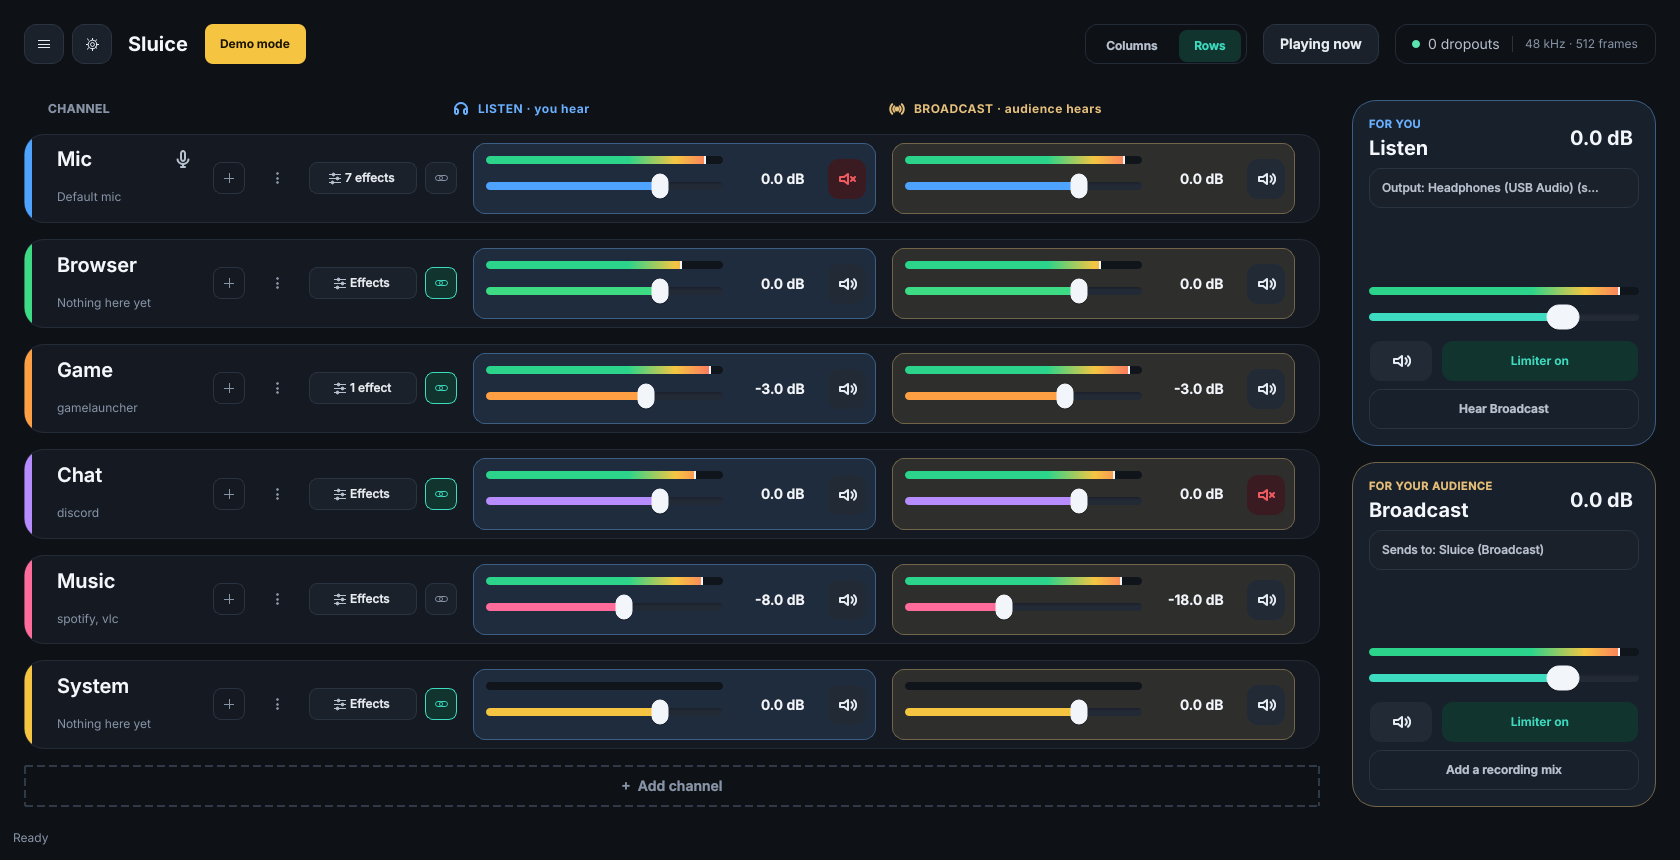 Sluice
Demo mode
Columns
Rows
Playing now
0 dropouts
48 kHz · 512 frames
CHANNEL
LISTEN · you hear
BROADCAST · audience hears
Mic
Default mic
7 effects
0.0 dB
0.0 dB
Browser
Nothing here yet
Effects
0.0 dB
0.0 dB
Game
gamelauncher
1 effect
-3.0 dB
-3.0 dB
Chat
discord
Effects
0.0 dB
0.0 dB
Music
spotify, vlc
Effects
-8.0 dB
-18.0 dB
System
Nothing here yet
Effects
0.0 dB
0.0 dB
+ Add channel
FOR YOU
Listen
0.0 dB
Output: Headphones (USB Audio) (s...
Limiter on
Hear Broadcast
FOR YOUR AUDIENCE
Broadcast
0.0 dB
Sends to: Sluice (Broadcast)
Limiter on
Add a recording mix
Ready